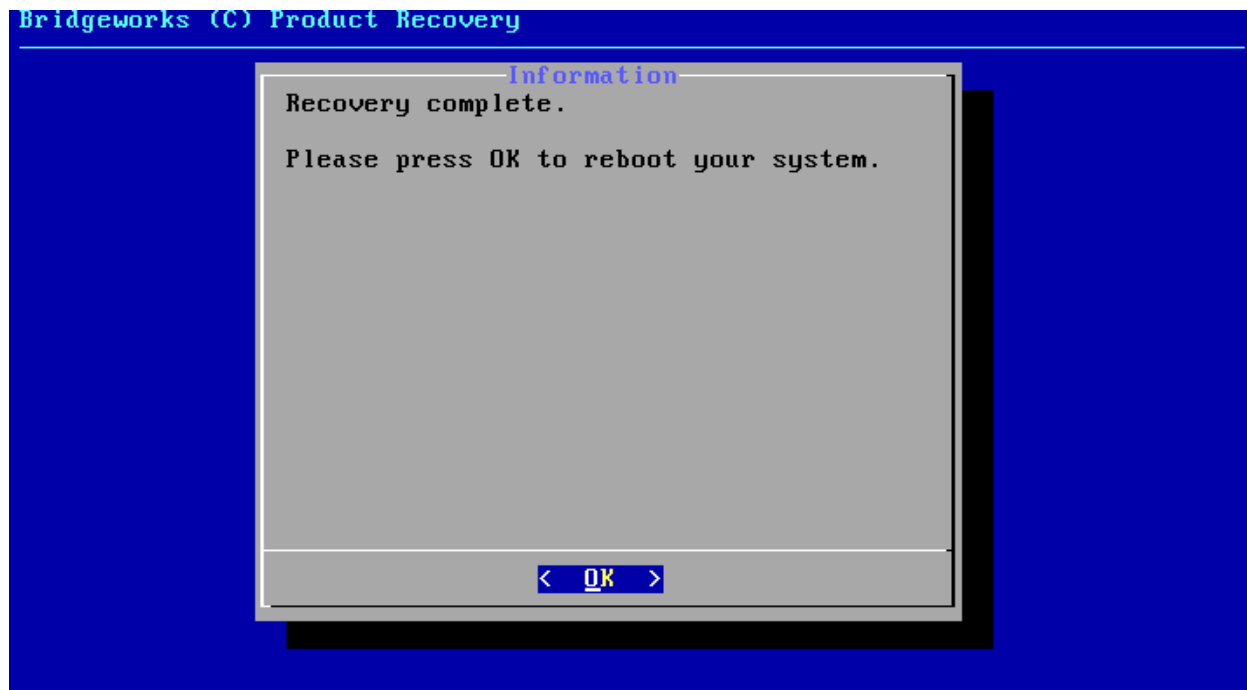 Bridgeworks (C) Product Recovery
Information
Recovery complete.
Please press OK to reboot your system.
< OK >